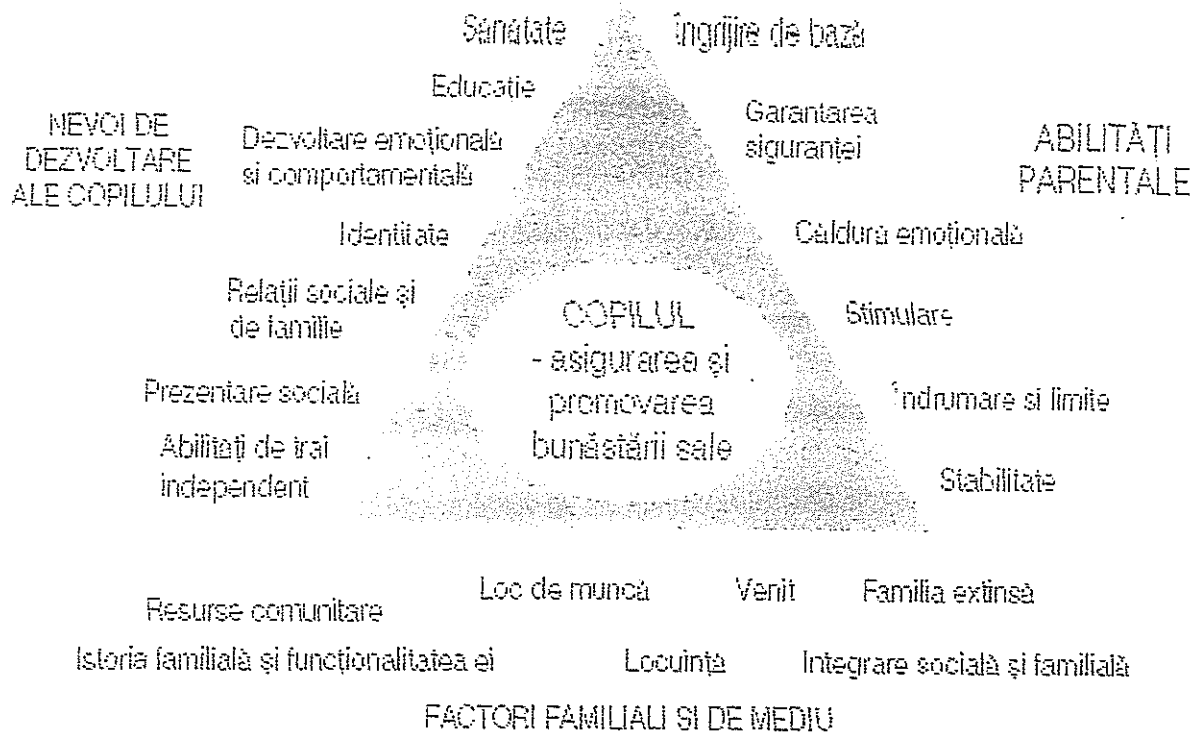 Sănătate
Îngrijire de bază
Educație
Garantarea
siguranței
NEVOI DE
DEZVOLTARE
ALE COPILULUI
Dezvoltare emoțională
si comportamentală
ABILITĂȚI
PARENTALE
Identitate
Căldură emoțională
Relații sociale și
de familie
COPILUL
- asigurarea și
promovarea
bunăstării sale
Stimulare
Prezentare socială
Îndrumare si limite
Abilități de trai
independent
Stabilitate
Loc de muncă
Venit
Familia extinsă
Resurse comunitare
Istoria familială și funcționalitatea ei
Locuință
Integrare socială și familială
FACTORI FAMILIALI SI DE MEDIU